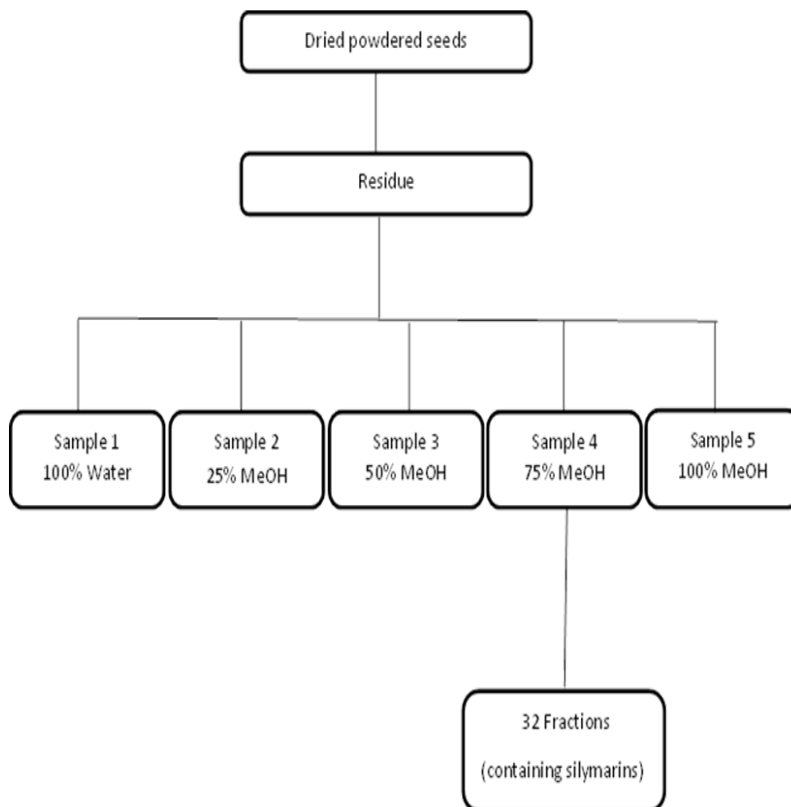 Dried powdered seeds
Residue
Sample 1
100% Water
Sample 2
25% MeOH
Sample 3
50% MeOH
Sample 4
75% MeOH
Sample 5
100% MeOH
32 Fractions
(containing silymarins)